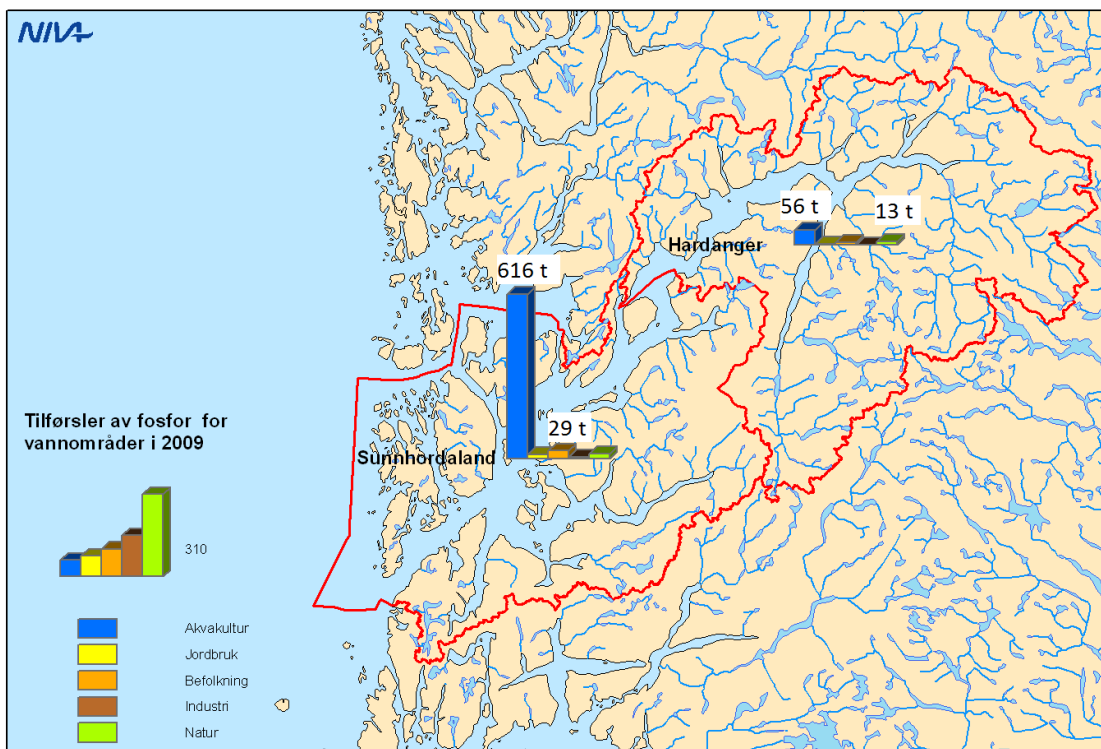 NIVA
56 t
13 t
Hardanger
616 t
29 t
Sunnhordaland
Tilførsler av fosfor for
vannområder i 2009
310
Akvakultur
Jordbruk
Befolkning
Industri
Natur